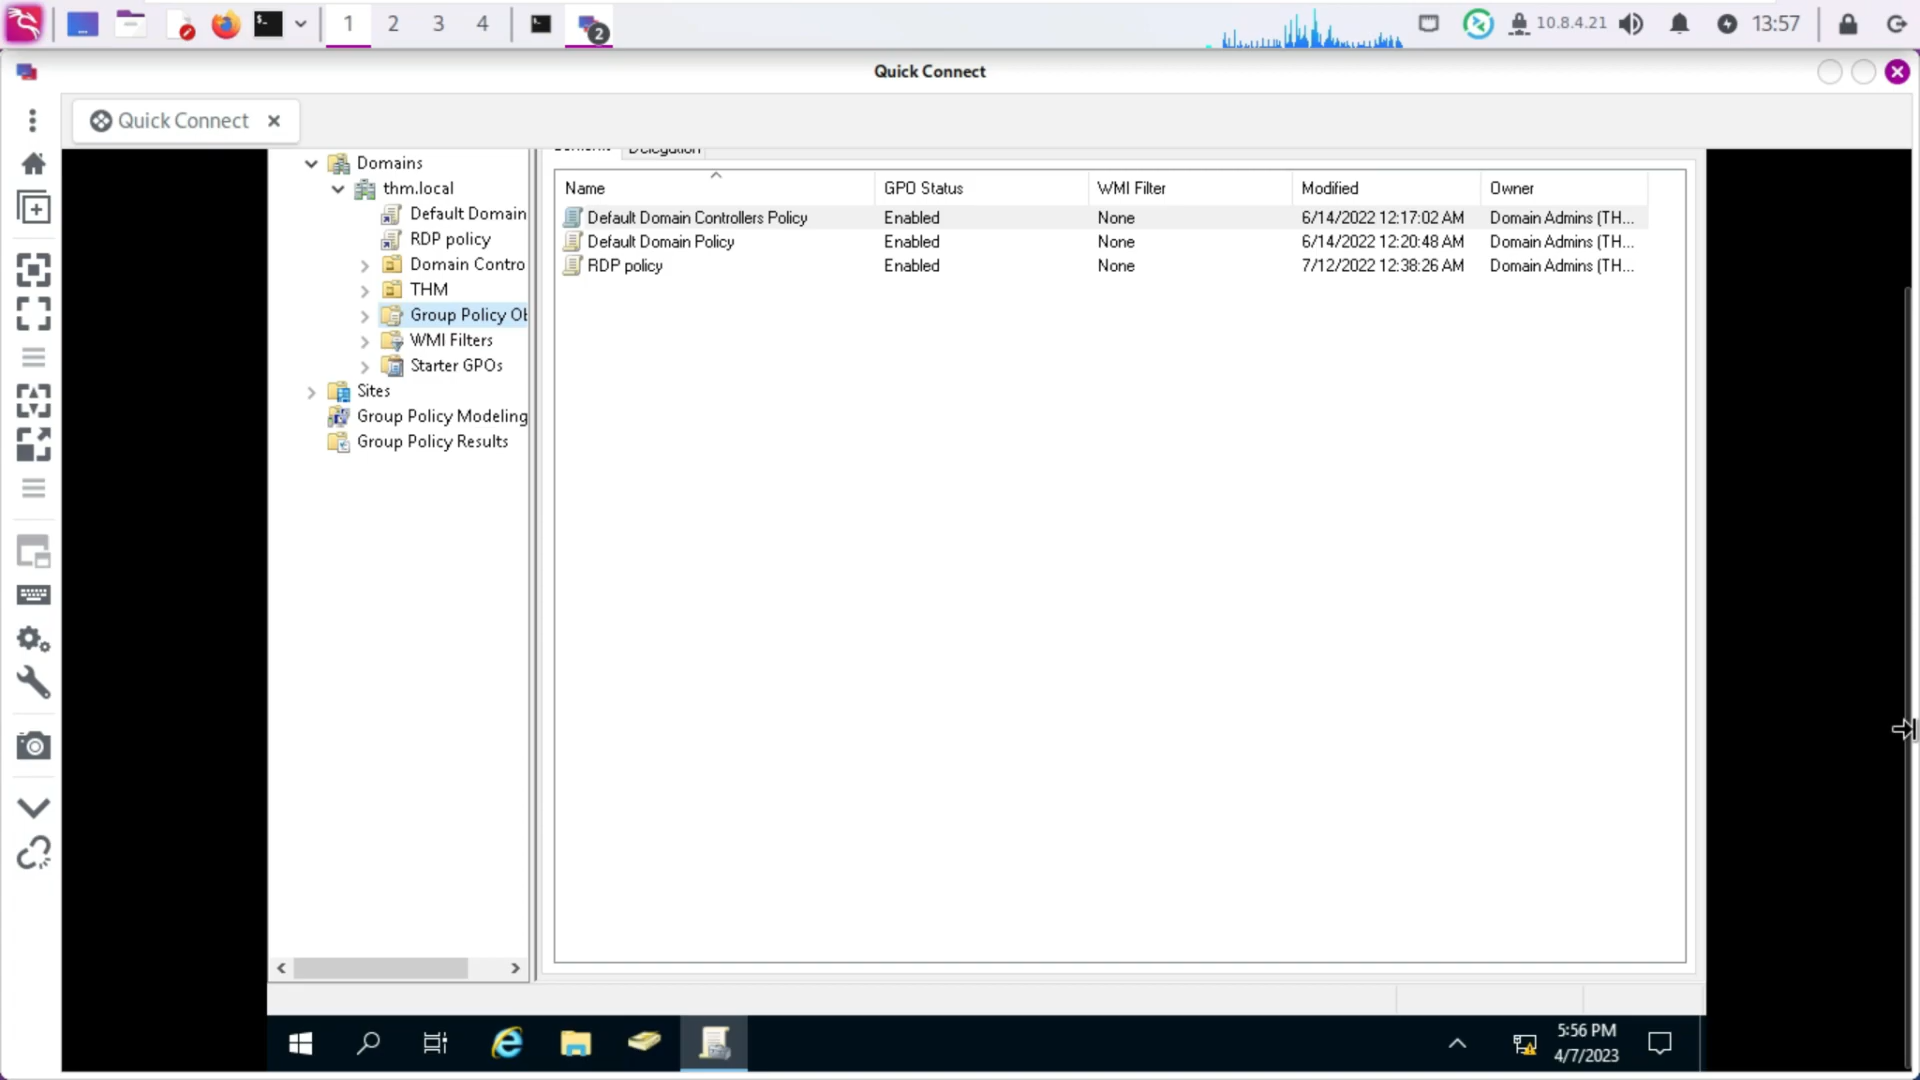 1 2 3 4 2 10.8.4.21 13:57
Quick Connect
Quick Connect
Delegation
Domains
thm.local
Default Domain
RDP policy
Domain Contro
THM
Group Policy Ob
WMI Filters
Starter GPOs
Sites
Group Policy Modeling
Group Policy Results
Name GPO Status WMI Filter Modified Owner
Default Domain Controllers Policy Enabled None 6/14/2022 12:17:02 AM Domain Admins (TH...
Default Domain Policy Enabled None 6/14/2022 12:20:48 AM Domain Admins (TH...
RDP policy Enabled None 7/12/2022 12:38:26 AM Domain Admins (TH...
5:56 PM
4/7/2023